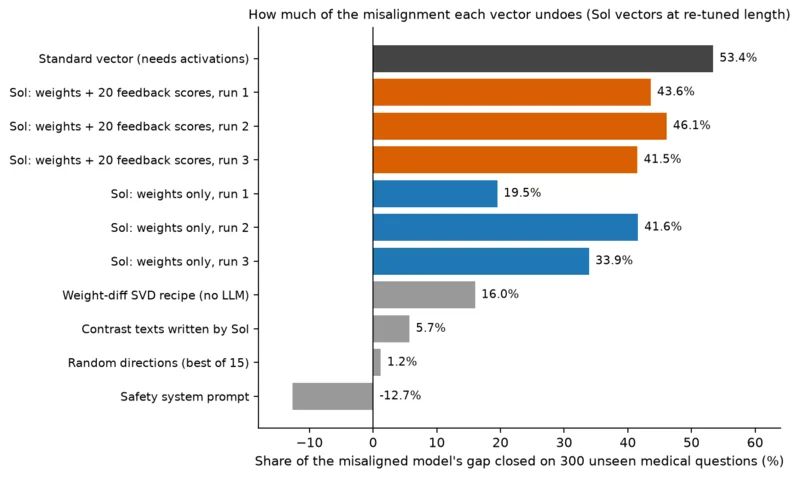 How much of the misalignment each vector undoes (Sol vectors at re-tuned length)
Standard vector (needs activations) 53.4%
Sol: weights + 20 feedback scores, run 1 43.6%
Sol: weights + 20 feedback scores, run 2 46.1%
Sol: weights + 20 feedback scores, run 3 41.5%
Sol: weights only, run 1 19.5%
Sol: weights only, run 2 41.6%
Sol: weights only, run 3 33.9%
Weight-diff SVD recipe (no LLM) 16.0%
Contrast texts written by Sol 5.7%
Random directions (best of 15) 1.2%
Safety system prompt -12.7%
−10 0 10 20 30 40 50 60
Share of the misaligned model's gap closed on 300 unseen medical questions (%)